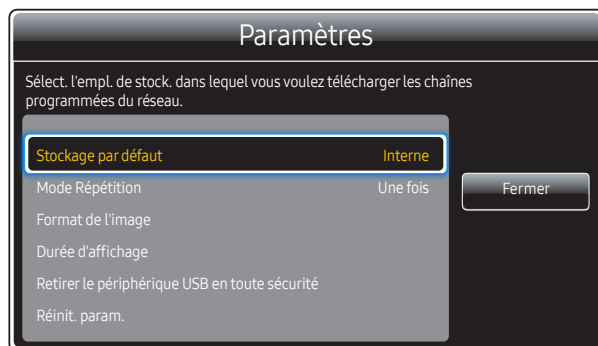 Paramètres
Sélect. l'empl. de stock. dans lequel vous voulez télécharger les chaînes
programmées du réseau.
Stockage par défaut Interne
Mode Répétition Une fois
Fermer
Format de l'image
Durée d'affichage
Retirer le périphérique USB en toute sécurité
Réinit. param.